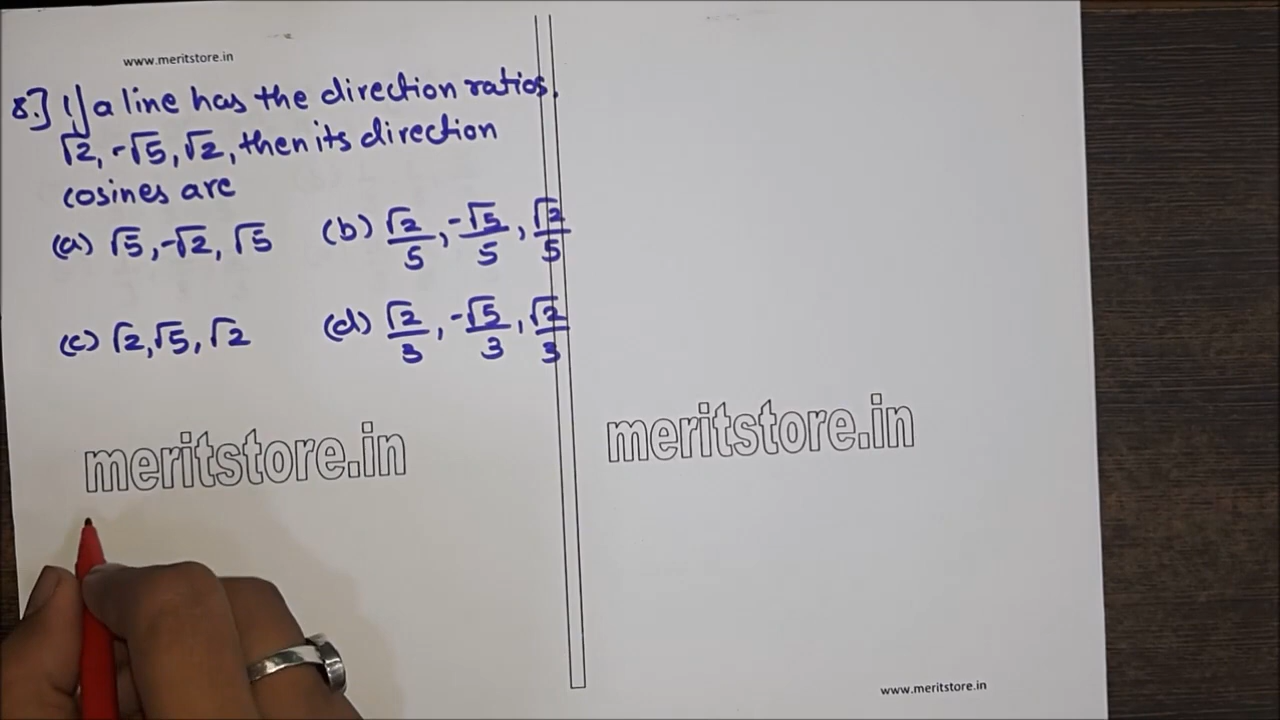 www.meritstore.in
8.] If a line has the direction ratios,
√2, -√5, √2, then its direction
cosines are
(a) √5, -√2, √5 (b) √2/5, -√5/5, √2/5
(c) √2, √5, √2 (d) √2/3, -√5/3, √2/3
meritstore.in
meritstore.in
www.meritstore.in